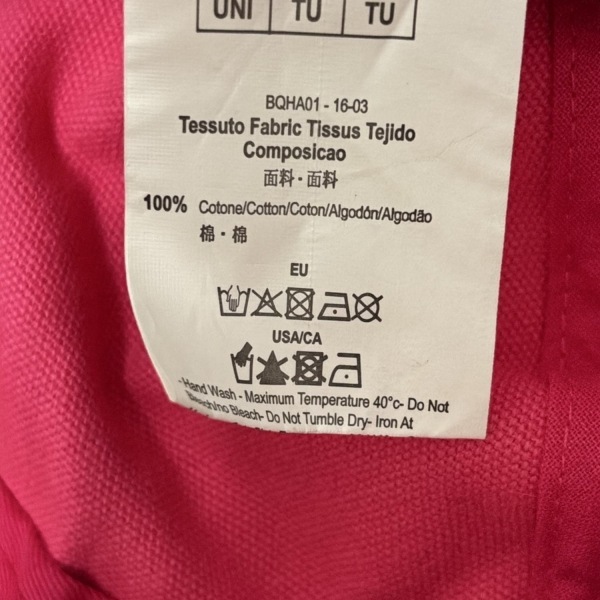 UNI TU TU
BQHA01 - 16-03
Tessuto Fabric Tissus Tejido
Composicao
面料 · 面料
100% Cotone/Cotton/Coton/Algodón/Algodão
棉 · 棉
EU
USA/CA
- Hand Wash - Maximum Temperature 40°c- Do Not
Bleach/no Bleach- Do Not Tumble Dry- Iron At